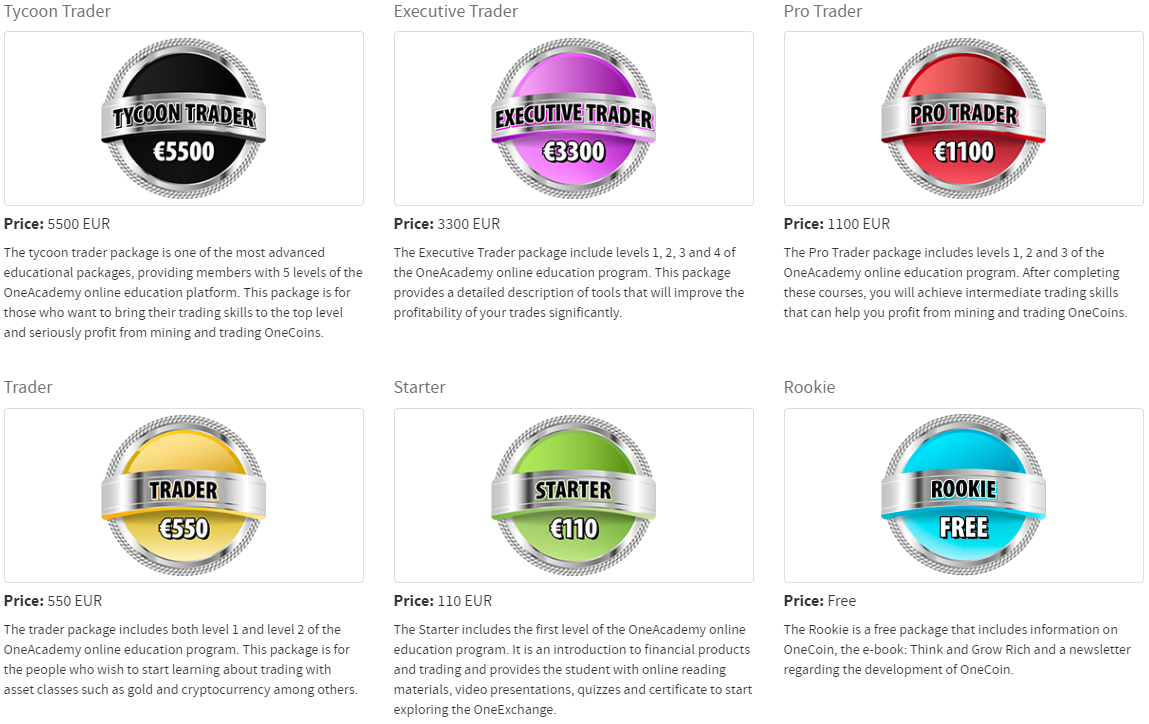 Tycoon Trader
TYCOON TRADER
€5500
Price: 5500 EUR
The tycoon trader package is one of the most advanced
educational packages, providing members with 5 levels of the
OneAcademy online education platform. This package is for
those who want to bring their trading skills to the top level
and seriously profit from mining and trading OneCoins.
Executive Trader
EXECUTIVE TRADER
€3300
Price: 3300 EUR
The Executive Trader package include levels 1, 2, 3 and 4 of
the OneAcademy online education program. This package
provides a detailed description of tools that will improve the
profitability of your trades significantly.
Pro Trader
PRO TRADER
€1100
Price: 1100 EUR
The Pro Trader package includes levels 1, 2 and 3 of the
OneAcademy online education program. After completing
these courses, you will achieve intermediate trading skills
that can help you profit from mining and trading OneCoins.
Trader
TRADER
€550
Price: 550 EUR
The trader package includes both level 1 and level 2 of the
OneAcademy online education program. This package is for
the people who wish to start learning about trading with
asset classes such as gold and cryptocurrency among others.
Starter
STARTER
€110
Price: 110 EUR
The Starter includes the first level of the OneAcademy online
education program. It is an introduction to financial products
and trading and provides the student with online reading
materials, video presentations, quizzes and certificate to start
exploring the OneExchange.
Rookie
ROOKIE
FREE
Price: Free
The Rookie is a free package that includes information on
OneCoin, the e-book: Think and Grow Rich and a newsletter
regarding the development of OneCoin.